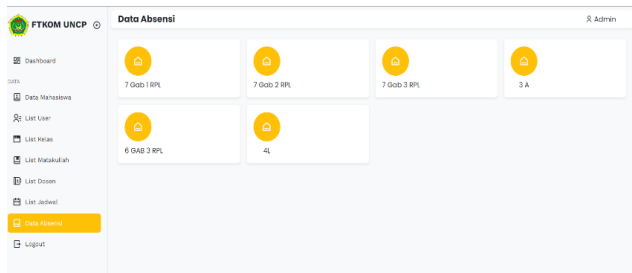 FTKOM UNCP
Data Absensi
Admin
Dashboard
DATA
Data Mahasiswa
List User
List Kelas
List Matakuliah
List Dosen
List Jadwal
Data Absensi
Logout
7 Gab 1 RPL
7 Gab 2 RPL
7 Gab 3 RPL
3 A
6 GAB 3 RPL
4L